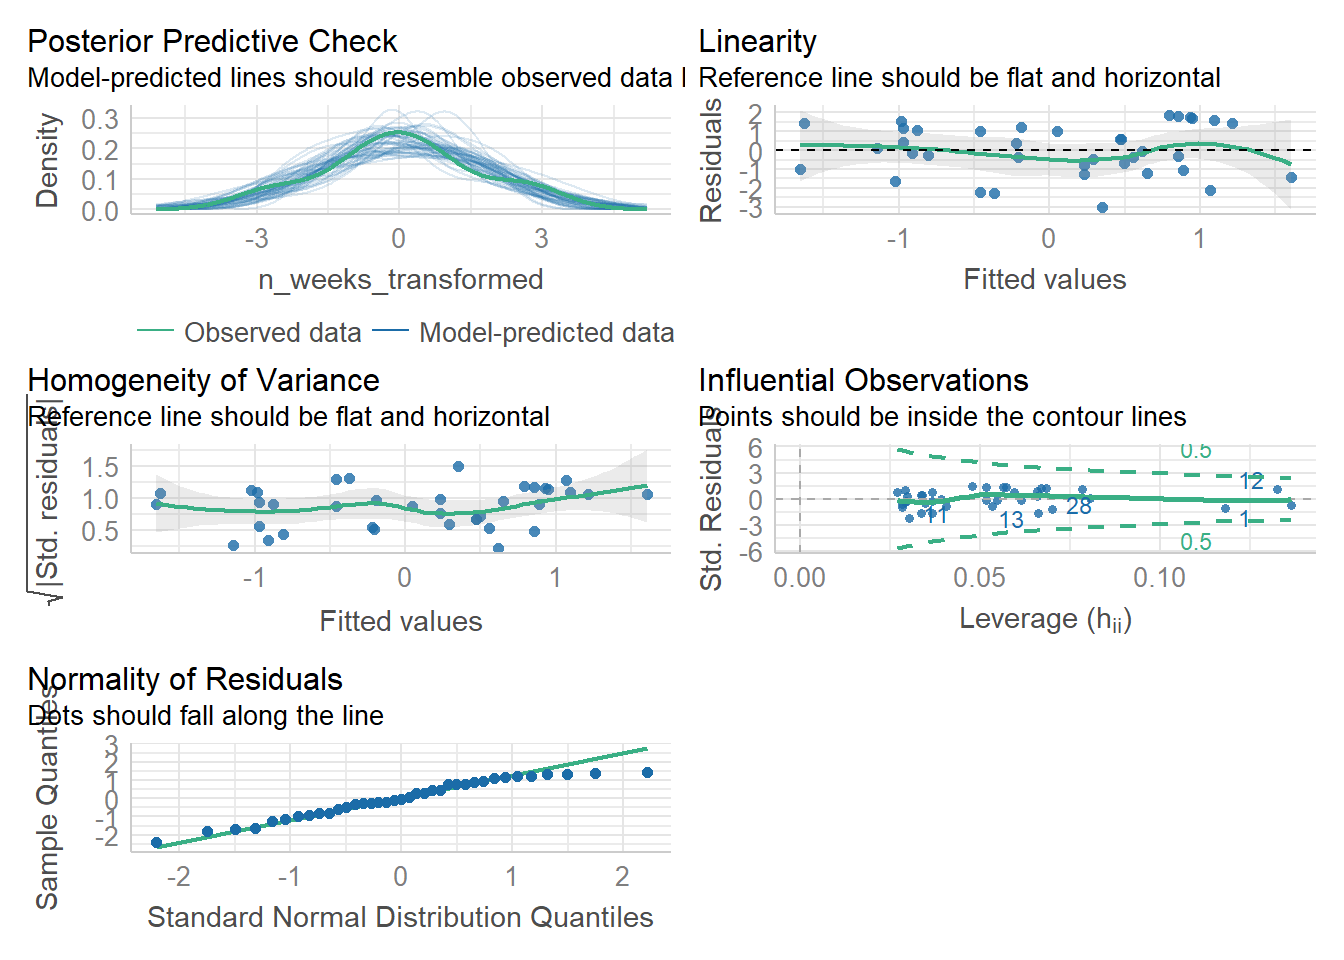 Posterior Predictive Check
Model-predicted lines should resemble observed data l
Density
0.3
0.2
0.1
0.0
-3
0
3
n_weeks_transformed
Observed data
Model-predicted data
Linearity
Reference line should be flat and horizontal
Residuals
2
1
0
-1
-2
-3
-1
0
1
Fitted values
Homogeneity of Variance
Reference line should be flat and horizontal
√|Std. residuals|
1.5
1.0
0.5
-1
0
1
Fitted values
Influential Observations
Points should be inside the contour lines
Std. Residuals
6
3
0
-3
-6
0.5
12
11
13
28
1
0.5
0.00
0.05
0.10
Leverage (hii)
Normality of Residuals
Dots should fall along the line
Sample Quantiles
3
2
1
0
-1
-2
-2
-1
0
1
2
Standard Normal Distribution Quantiles